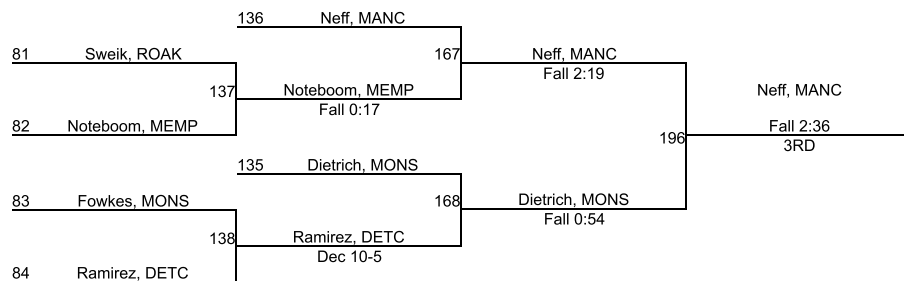 136 Neff, MANC
81 Sweik, ROAK
167 Neff, MANC
Fall 2:19
137 Noteboom, MEMP
Fall 0:17
Neff, MANC
82 Noteboom, MEMP
Fall 2:36
196
3RD
135 Dietrich, MONS
83 Fowkes, MONS
168 Dietrich, MONS
Fall 0:54
138 Ramirez, DETC
Dec 10-5
84 Ramirez, DETC